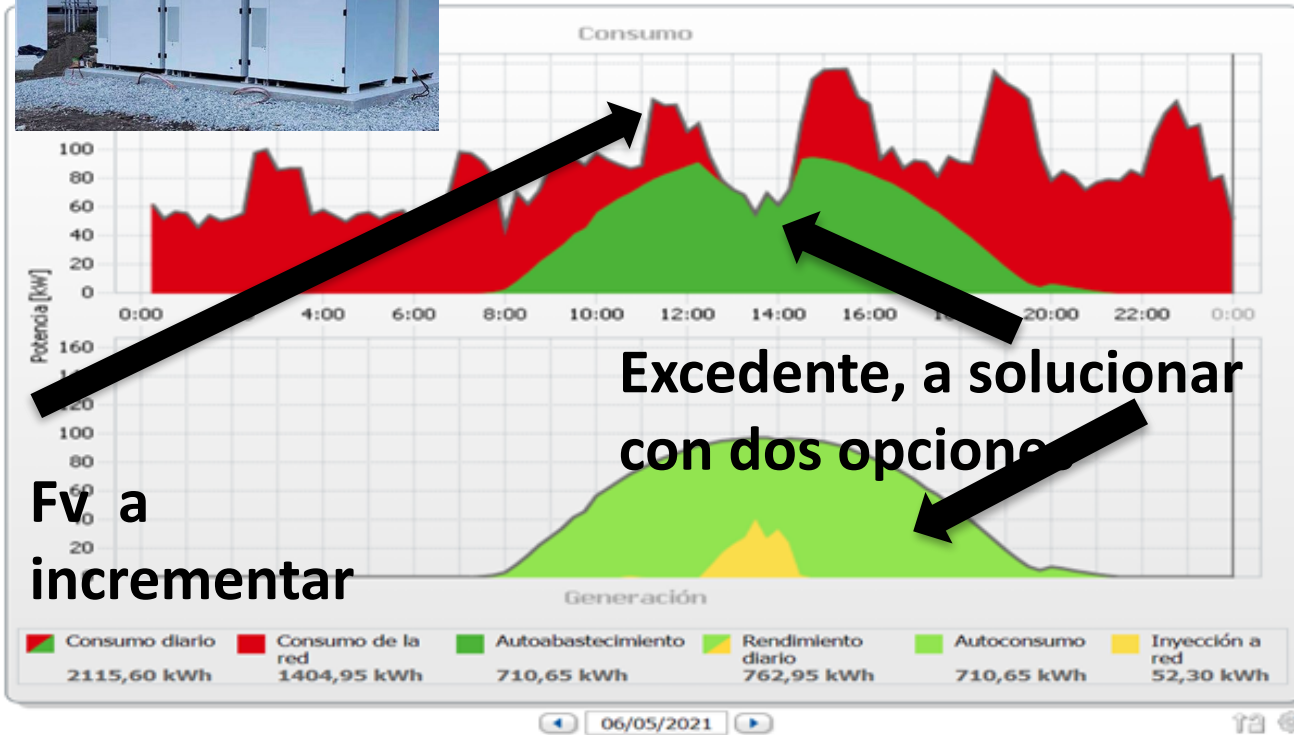 Consumo
100
80
60
40
20
0
Potencia [kW]
0:00 4:00 6:00 8:00 10:00 12:00 14:00 16:00 20:00 22:00 0:00
160
120
100
80
20
Excedente, a solucionar
con dos opciones
Fv a
incrementar
Generación
Consumo diario
2115,60 kWh
Consumo de la
red
1404,95 kWh
Autoabastecimiento
710,65 kWh
Rendimiento
diario
762,95 kWh
Autoconsumo
710,65 kWh
Inyección a
red
52,30 kWh
06/05/2021